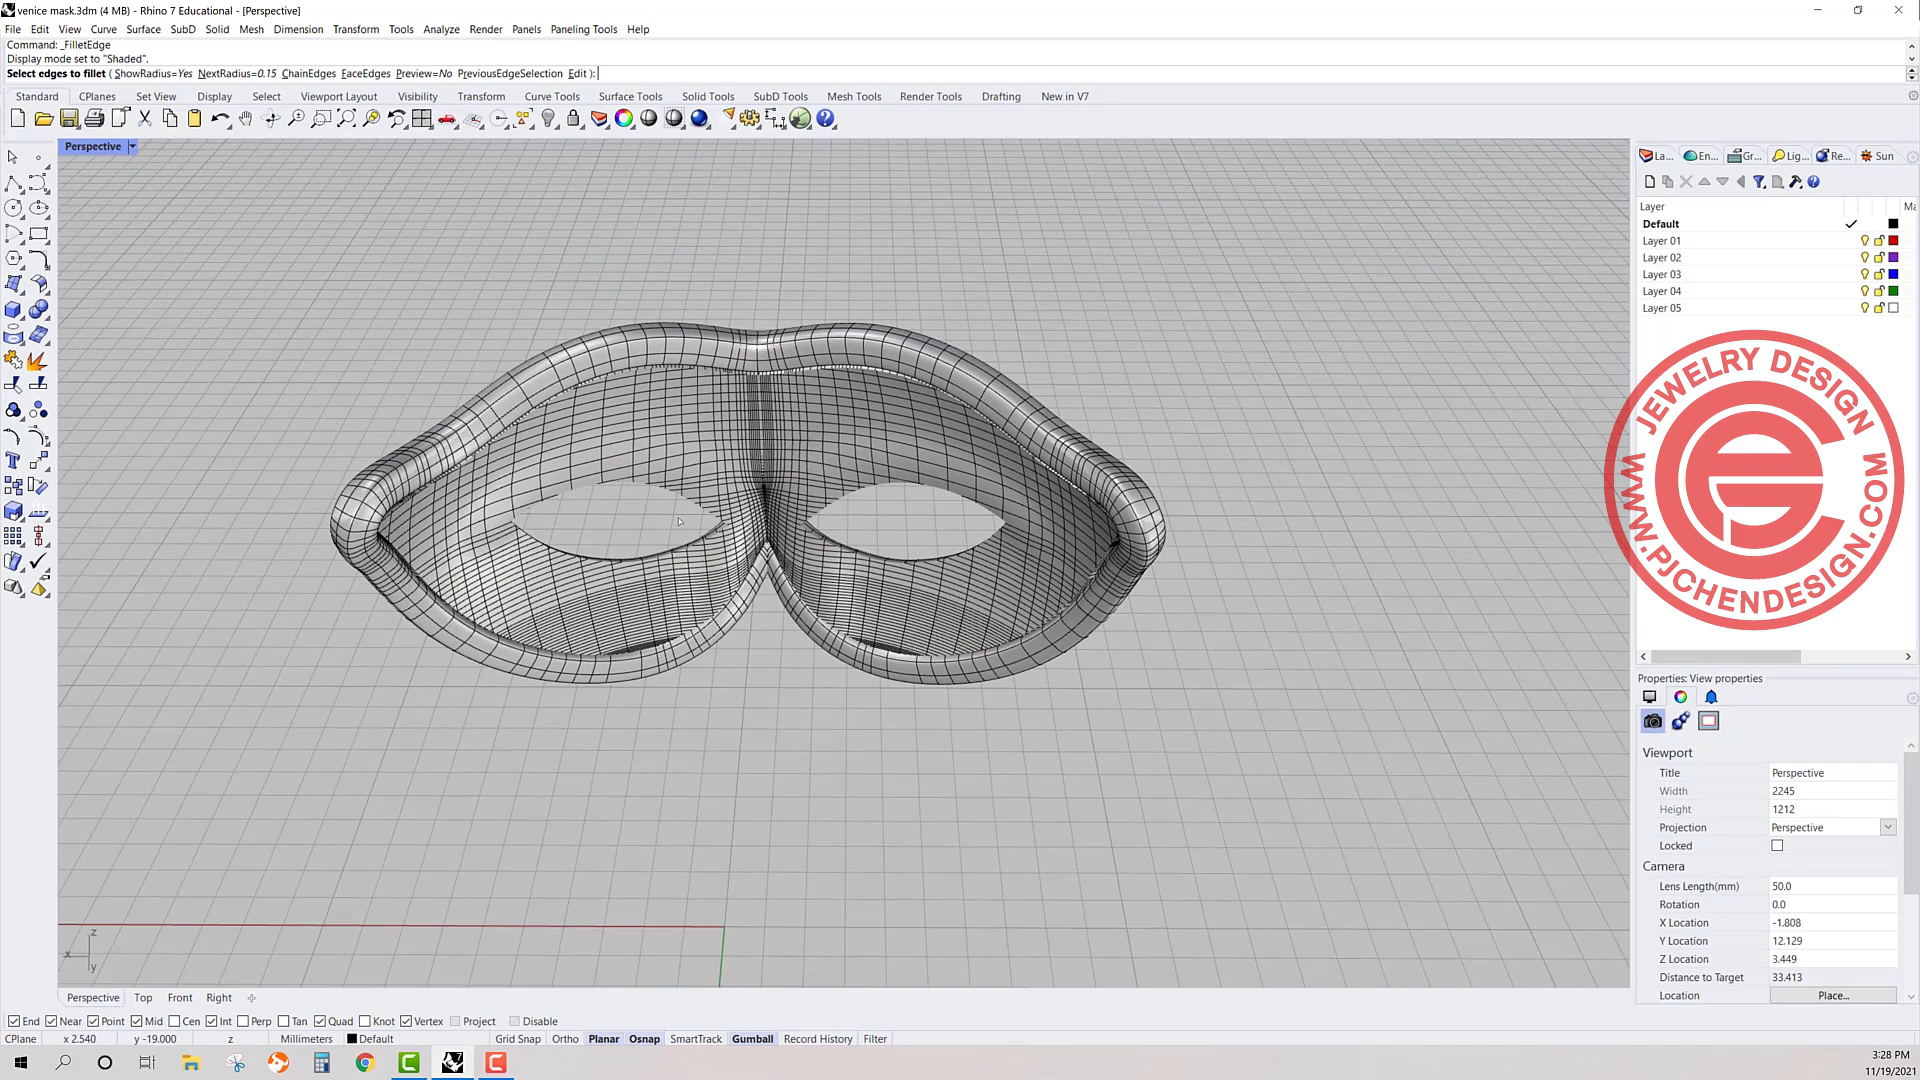 venice mask.3dm (4 MB) - Rhino 7 Educational - [Perspective]
File Edit View Curve Surface SubD Solid Mesh Dimension Transform Tools Analyze Render Panels Paneling Tools Help
Command: _FilletEdge
Display mode set to "Shaded".
Select edges to fillet ( ShowRadius=Yes NextRadius=0.15 ChainEdges FaceEdges Preview=No PreviousEdgeSelection Edit ):
Standard CPlanes Set View Display Select Viewport Layout Visibility Transform Curve Tools Surface Tools Solid Tools SubD Tools Mesh Tools Render Tools Drafting New in V7
Perspective
La... En... Gr... Lig... Re... Sun
Layer Ma
Default
Layer 01
Layer 02
Layer 03
Layer 04
Layer 05
JEWELRY DESIGN
WWW.PJCHENDESIGN.COM
Properties: View properties
Viewport
Title Perspective
Width 2245
Height 1212
Projection Perspective
Locked
Camera
Lens Length(mm) 50.0
Rotation 0.0
X Location -1.808
Y Location 12.129
Z Location 3.449
Distance to Target 33.413
Location Place...
z
x
y
Perspective Top Front Right
End Near Point Mid Cen Int Perp Tan Quad Knot Vertex Project Disable
CPlane x 2.540 y -19.000 z Millimeters Default Grid Snap Ortho Planar Osnap SmartTrack Gumball Record History Filter
3:28 PM
11/19/2021